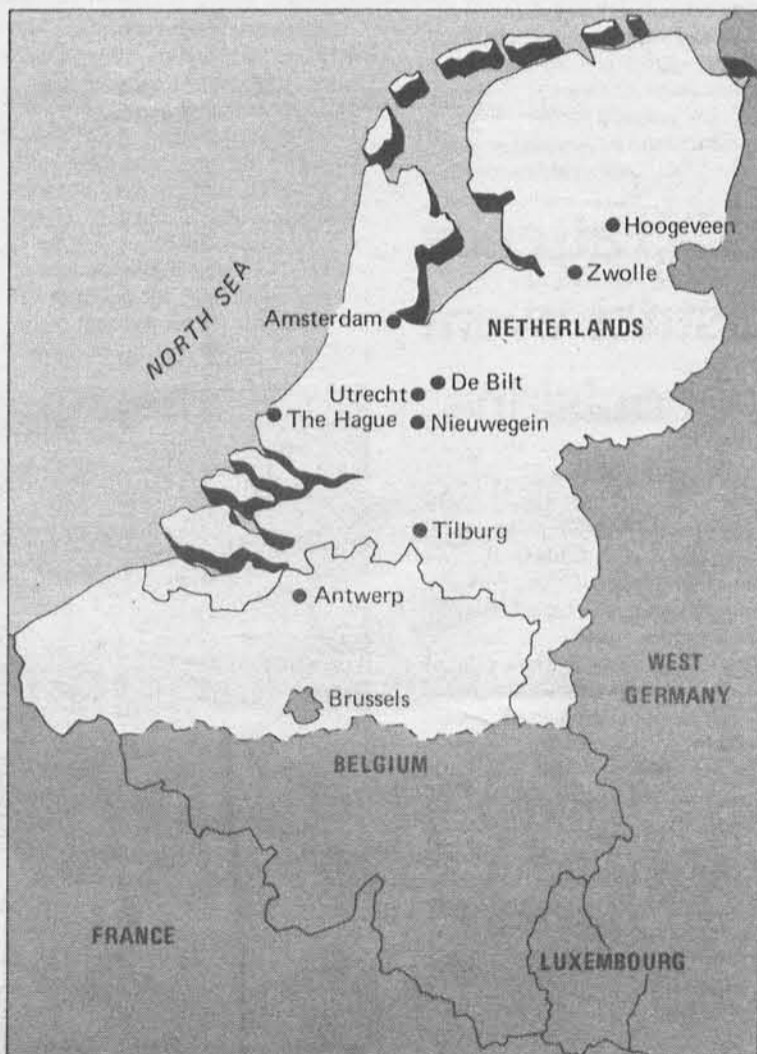 Hoogeveen
Zwolle
NORTH SEA
Amsterdam
NETHERLANDS
De Bilt
Utrecht
The Hague
Nieuwegein
Tilburg
Antwerp
WEST
GERMANY
Brussels
BELGIUM
FRANCE
LUXEMBOURG